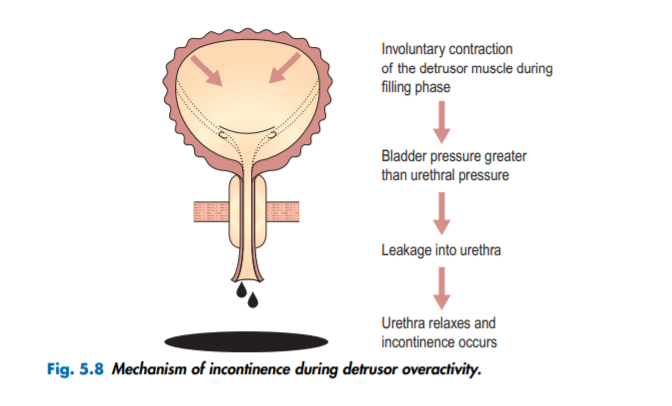 Involuntary contraction
of the detrusor muscle during
filling phase
Bladder pressure greater
than urethral pressure
Leakage into urethra
Urethra relaxes and
incontinence occurs
Fig. 5.8 Mechanism of incontinence during detrusor overactivity.